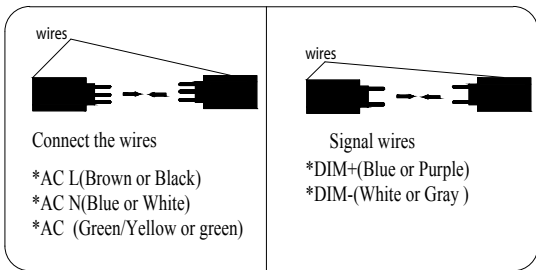 wires
Connect the wires
*AC L(Brown or Black)
*AC N(Blue or White)
*AC (Green/Yellow or green)
wires
Signal wires
*DIM+(Blue or Purple)
*DIM-(White or Gray )